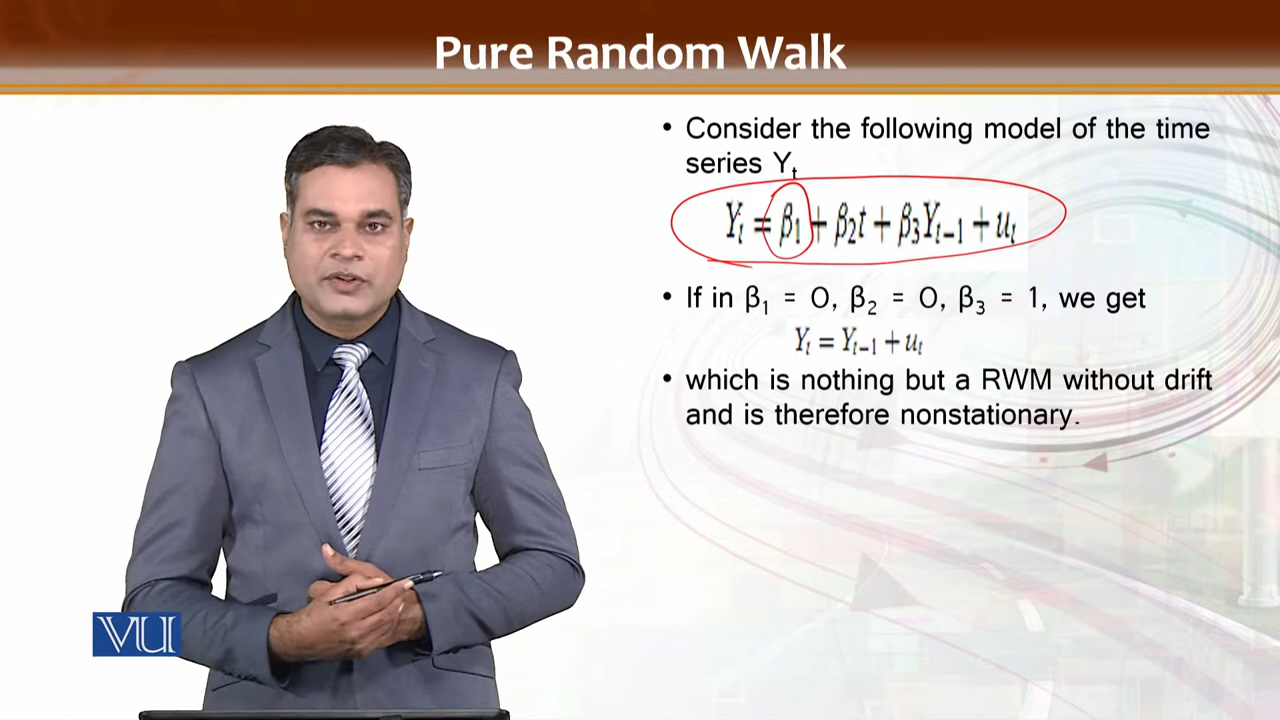 Pure Random Walk
• Consider the following model of the time
series Yₜ
Yₜ = β₁ + β₂t + β₃Yₜ₋₁ + uₜ
• If in β₁ = 0, β₂ = 0, β₃ = 1, we get
Yₜ = Yₜ₋₁ + uₜ
• which is nothing but a RWM without drift
and is therefore nonstationary.
VU